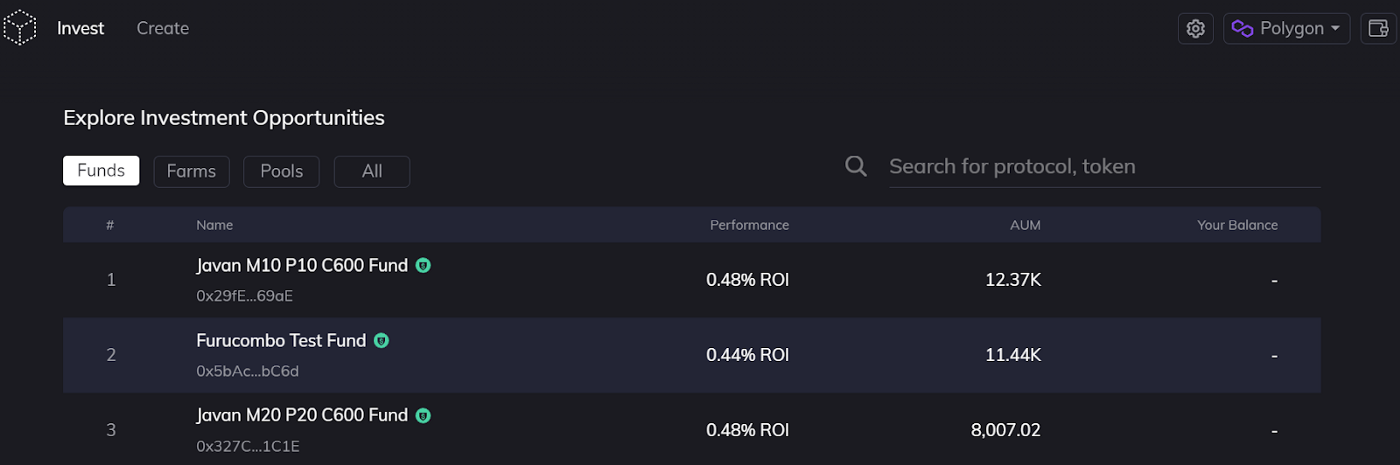 Invest Create Polygon
Explore Investment Opportunities
Funds Farms Pools All Search for protocol, token
# Name Performance AUM Your Balance
1 Javan M10 P10 C600 Fund 0.48% ROI 12.37K -
0x29fE...69aE
2 Furucombo Test Fund 0.44% ROI 11.44K -
0x5bAc...bC6d
3 Javan M20 P20 C600 Fund 0.48% ROI 8,007.02 -
0x327C...1C1E